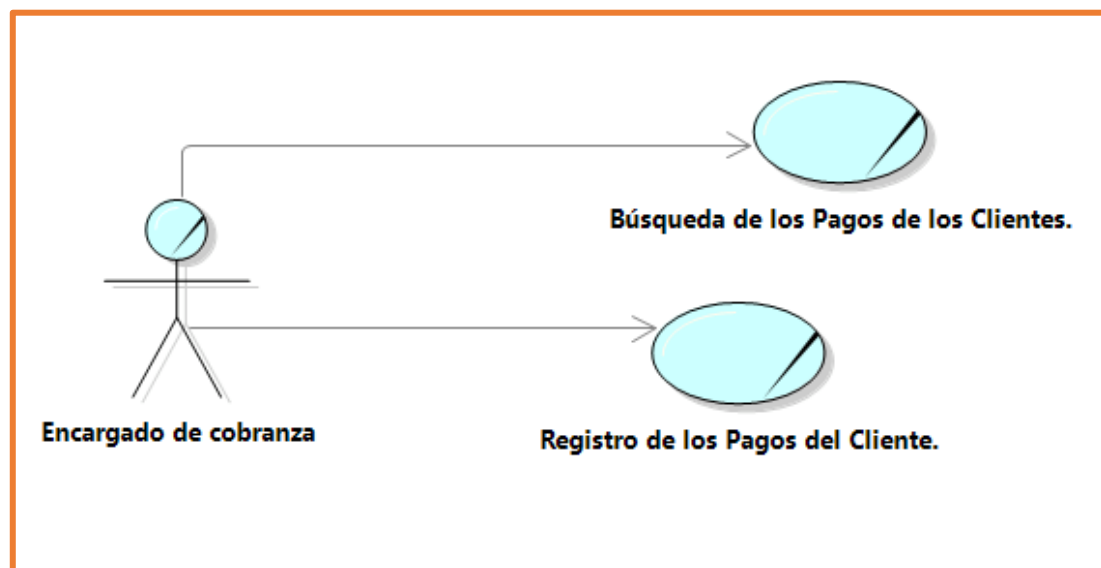 Búsqueda de los Pagos de los Clientes.
Encargado de cobranza
Registro de los Pagos del Cliente.